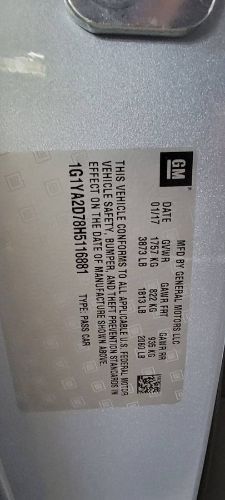 GM
MFD BY GENERAL MOTORS LLC
DATE GVWR GAWR FRT GAWR RR
01/17 1757 KG 822 KG 935 KG
3873 LB 1813 LB 2060 LB
THIS VEHICLE CONFORMS TO ALL APPLICABLE U.S. FEDERAL MOTOR
VEHICLE SAFETY, BUMPER, AND THEFT PREVENTION STANDARDS IN
EFFECT ON THE DATE OF MANUFACTURE SHOWN ABOVE.
1G1YA2D78H5116881 TYPE: PASS CAR